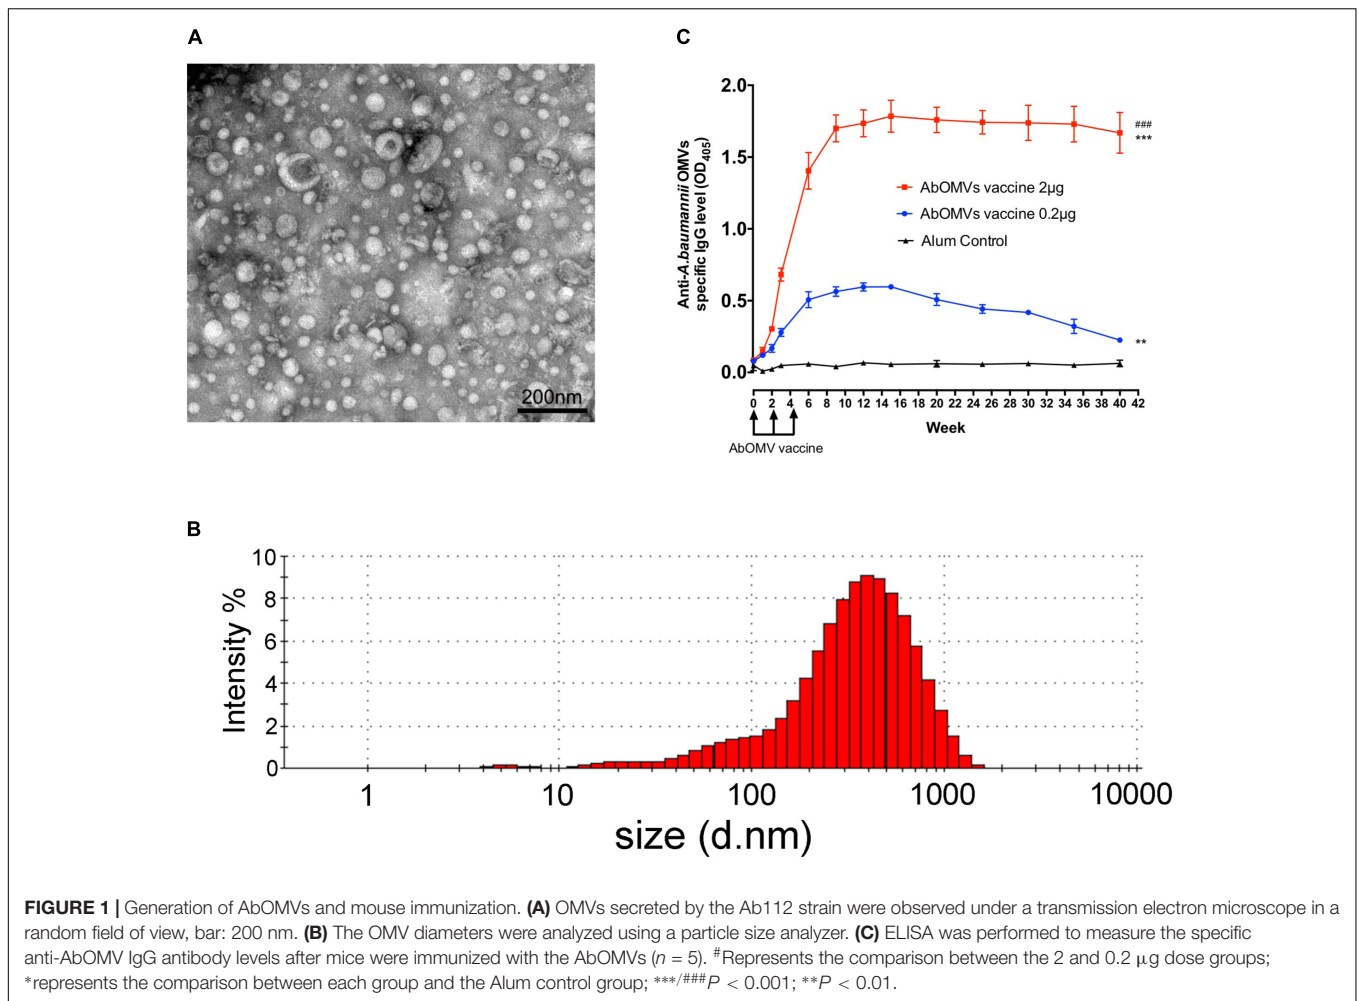 A
200nm
C
Anti-A.baumannii OMVs
specific IgG level (OD405)
2.0
1.5
1.0
0.5
0.0
AbOMVs vaccine 2μg
AbOMVs vaccine 0.2μg
Alum Control
###
***
**
0 2 4 6 8 10 12 14 16 18 20 22 24 26 28 30 32 34 36 38 40 42
Week
AbOMV vaccine
B
Intensity %
10
8
6
4
2
0
1 10 100 1000 10000
size (d.nm)
FIGURE 1 | Generation of AbOMVs and mouse immunization. (A) OMVs secreted by the Ab112 strain were observed under a transmission electron microscope in a
random field of view, bar: 200 nm. (B) The OMV diameters were analyzed using a particle size analyzer. (C) ELISA was performed to measure the specific
anti-AbOMV IgG antibody levels after mice were immunized with the AbOMVs (n = 5). #Represents the comparison between the 2 and 0.2 μg dose groups;
*represents the comparison between each group and the Alum control group; ***/###P < 0.001; **P < 0.01.